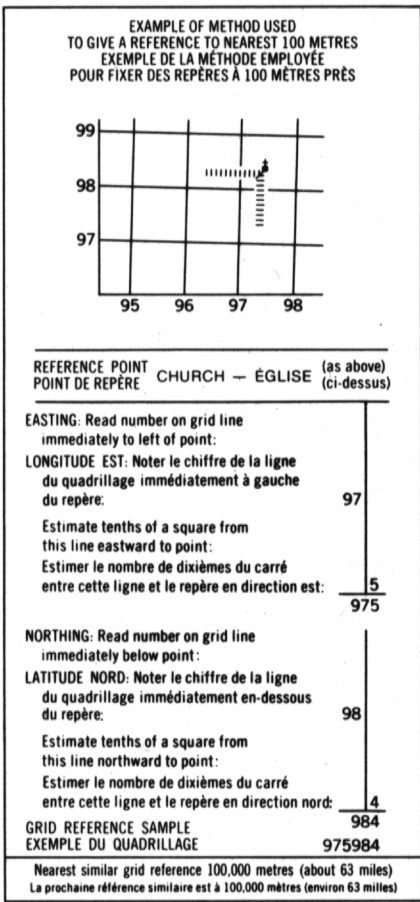 EXAMPLE OF METHOD USED
TO GIVE A REFERENCE TO NEAREST 100 METRES
EXEMPLE DE LA MÉTHODE EMPLOYÉE
POUR FIXER DES REPÈRES À 100 MÈTRES PRÈS
99
98
97
95 96 97 98
REFERENCE POINT
POINT DE REPÈRE CHURCH — ÉGLISE (as above)
(ci-dessus)
EASTING: Read number on grid line
immediately to left of point:
LONGITUDE EST: Noter le chiffre de la ligne
du quadrillage immédiatement à gauche
du repère: 97
Estimate tenths of a square from
this line eastward to point:
Estimer le nombre de dixièmes du carré
entre cette ligne et le repère en direction est: 5
975
NORTHING: Read number on grid line
immediately below point:
LATITUDE NORD: Noter le chiffre de la ligne
du quadrillage immédiatement en-dessous
du repère: 98
Estimate tenths of a square from
this line northward to point:
Estimer le nombre de dixièmes du carré
entre cette ligne et le repère en direction nord: 4
984
GRID REFERENCE SAMPLE
EXEMPLE DU QUADRILLAGE 975984
Nearest similar grid reference 100,000 metres (about 63 miles)
La prochaine référence similaire est à 100,000 mètres (environ 63 milles)